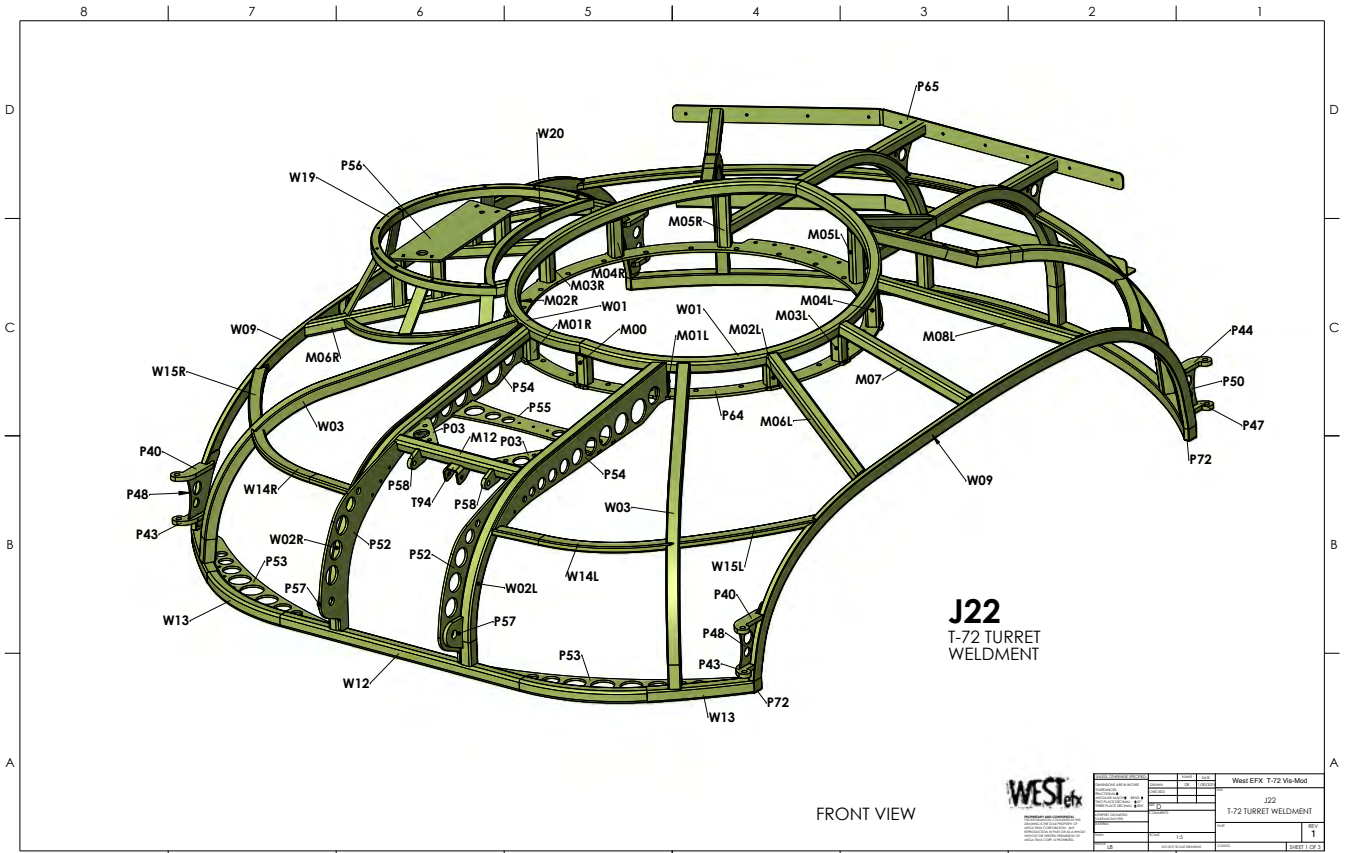 8 7 6 5 4 3 2 1
D
D
P65
W20
P56
W19
M05R
M05L
M04R
M03R
M02R
M04L
W01
W01
M03L
C
W09
M01R
M00
M02L
C
M01L
M08L
P44
M06R
W15R
P54
M07
P50
P55
P64
W03
P03
M12
P03
M06L
P47
P40
P54
P72
W14R
P58
W09
P48
T94
P58
W03
P43
B
W02R
P52
P52
B
P53
W14L
W15L
P57
W02L
P40
W13
P57
P48
J22
T-72 TURRET
WELDMENT
P53
P43
W12
P72
W13
A
A
WEST efx
FRONT VIEW
West EFX T-72 Vis-Mod
J22
T-72 TURRET WELDMENT
D
REV
1
LB
1:5
SHEET 1 OF 3